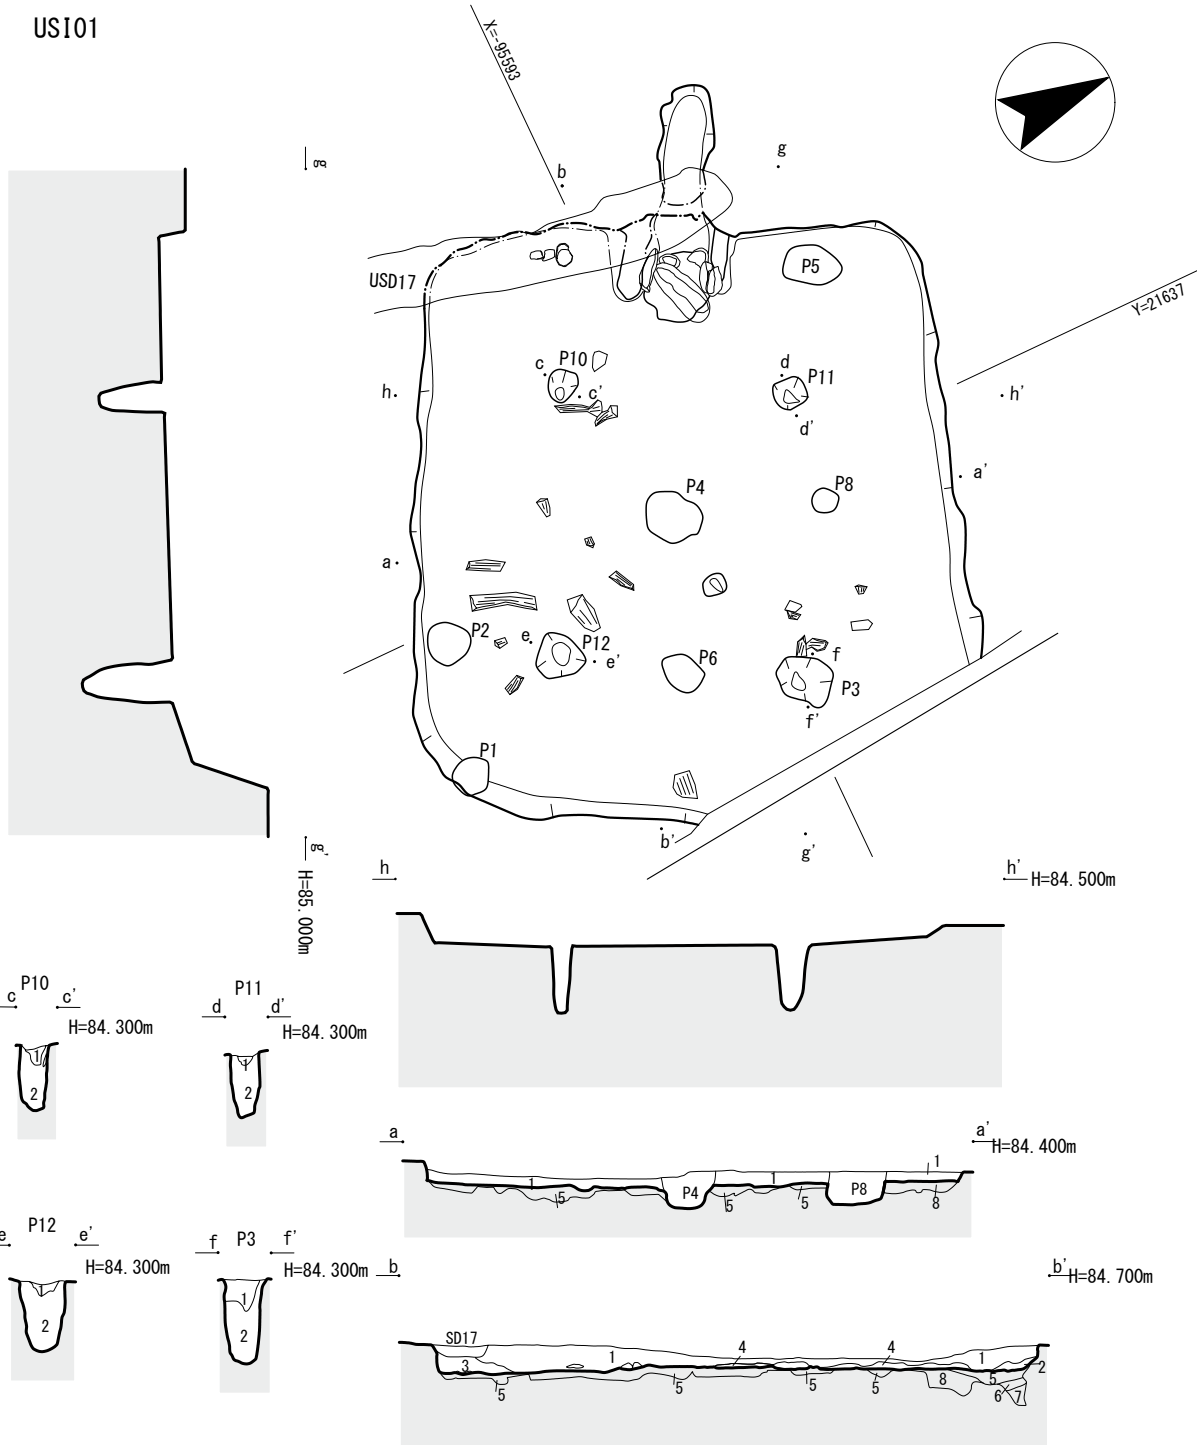 USI01
X=-95593
g
g
b
USD17
P5
Y=21637
c
P10
c'
d
P11
d'
h
h'
a'
P4
P8
a
P2
e
P12
e'
P6
f
P3
f'
P1
b'
g'
g'
H=85.000m
h
h'
H=84.500m
P10
c
c'
H=84.300m
1
2
P11
d
d'
H=84.300m
1
2
a
a'
H=84.400m
1
1
1
P4
P8
5
5
5
8
P12
e
e'
H=84.300m
1
2
P3
f
f'
H=84.300m
1
2
b
b'
H=84.700m
SD17
3
1
4
4
1
2
5
5
5
5
8
5
6
7